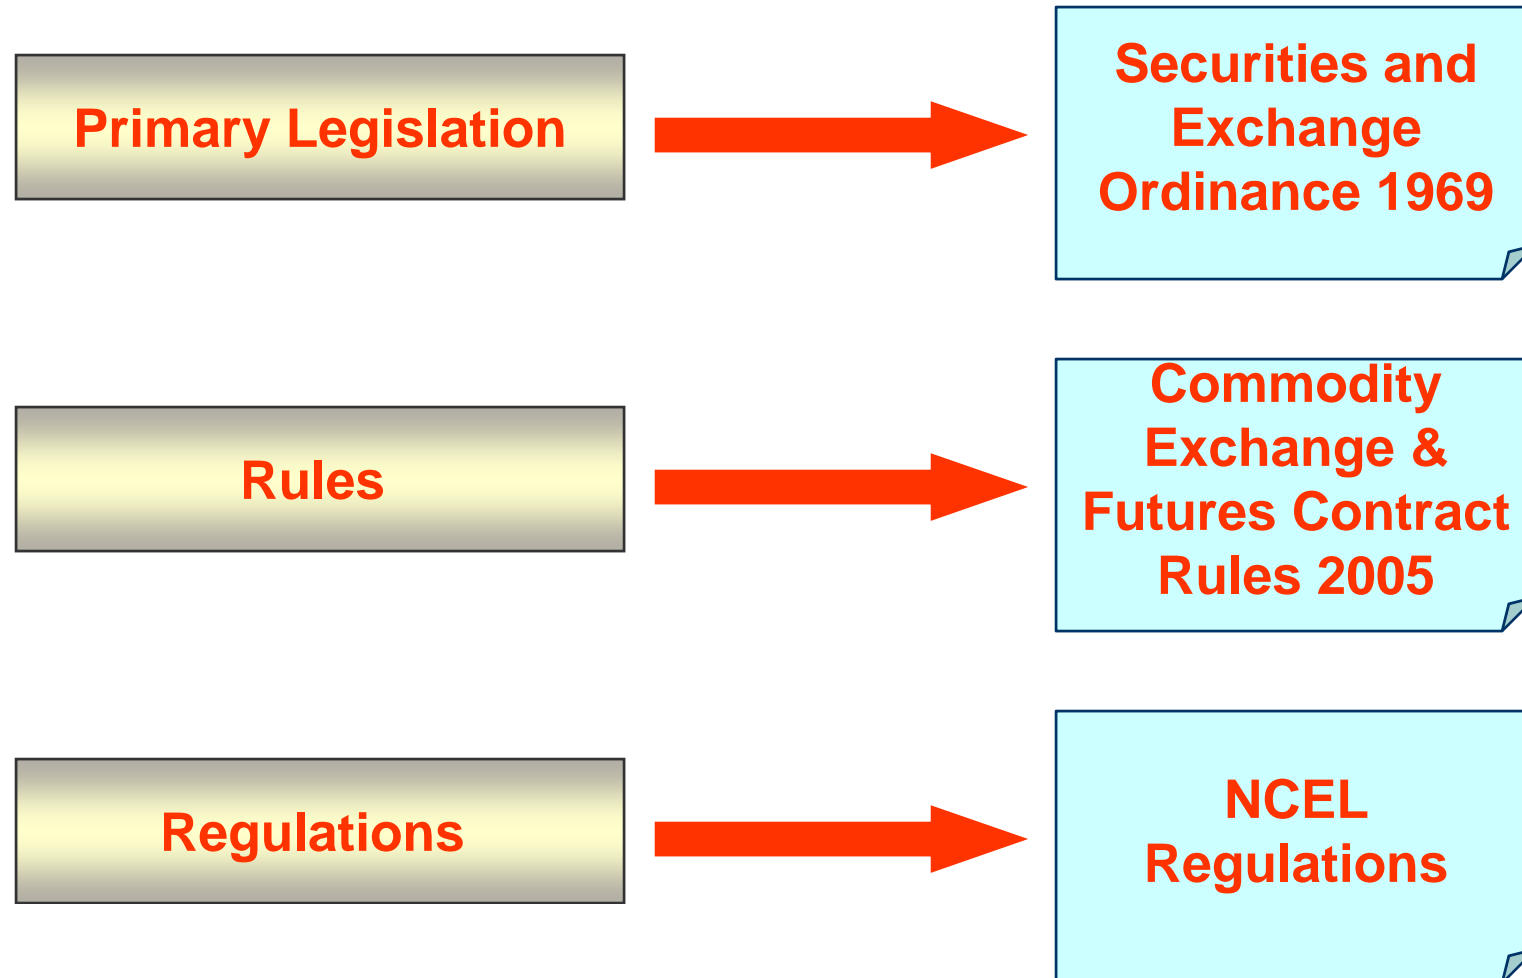 Primary Legislation
Securities and
Exchange
Ordinance 1969
Rules
Commodity
Exchange &
Futures Contract
Rules 2005
Regulations
NCEL
Regulations